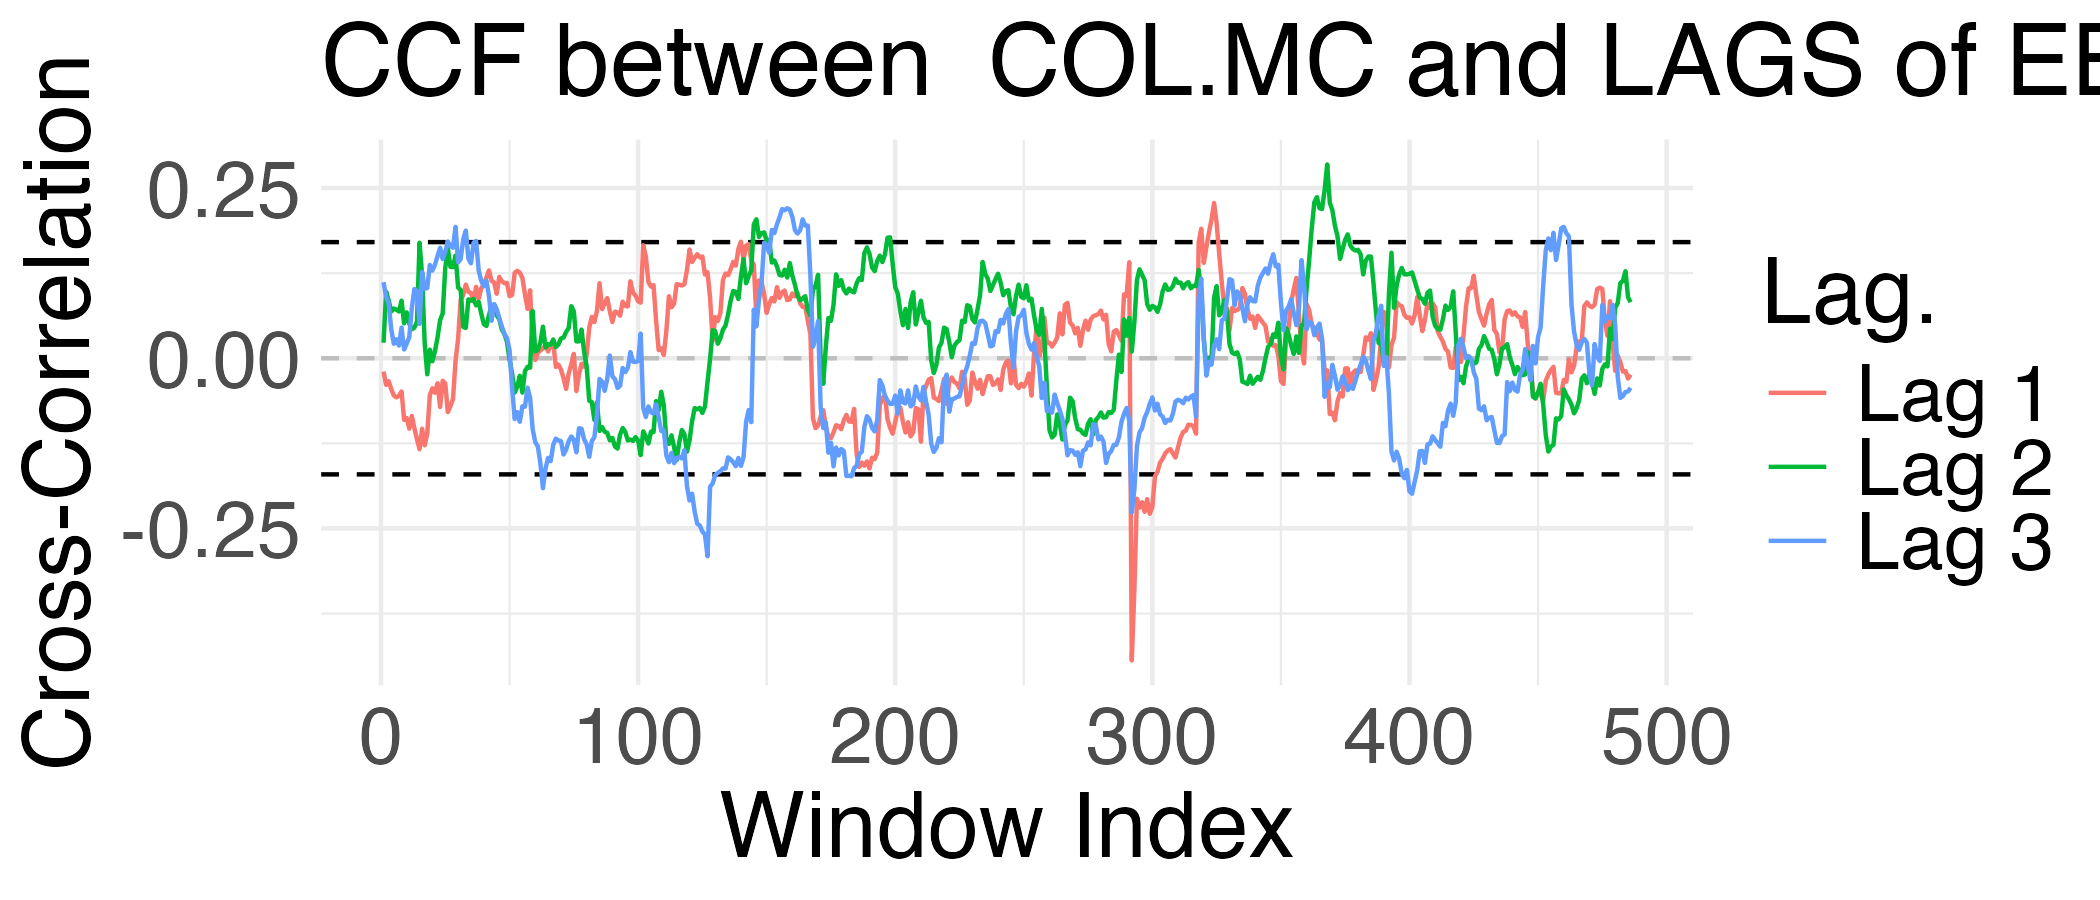 CCF between COL.MC and LAGS of
Cross-Correlation
0.25
0.00
-0.25
0 100 200 300 400 500
Window Index
Lag.
Lag 1
Lag 2
Lag 3